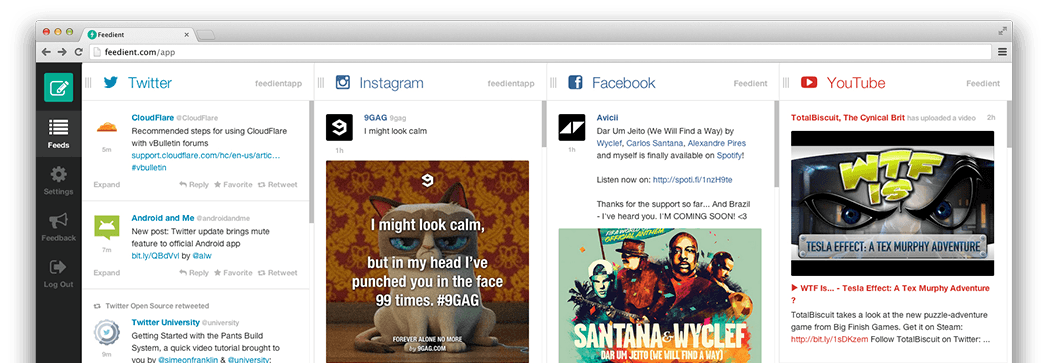 Feedient
feedient.com/app
Feeds
Settings
Feedback
Log Out
Twitter
feedientapp
CloudFlare @CloudFlare
Recommended steps for using CloudFlare
with vBulletin forums
support.cloudflare.com/hc/en-us/artic...
#vbulletin
5m
Expand
Reply
Favorite
Retweet
Android and Me @androidandme
New post: Twitter update brings mute
feature to official Android app
bit.ly/QBdVvl by @alw
7m
Expand
Reply
Favorite
Retweet
Twitter Open Source retweeted
Twitter University @university
Getting Started with the Pants Build
System, a quick video tutorial brought to
you by @simeonfranklin & @university:
Instagram
feedientapp
9GAG 9gag
I might look calm
1h
I might look calm,
but in my head I've
punched you in the face
99 times. #9GAG
FOREVER ALONE NO MORE
by 9GAG.COM
Facebook
Feedient
Avicii
Dar Um Jeito (We Will Find a Way) by
Wyclef, Carlos Santana, Alexandre Pires
and myself is finally available on Spotify!
1h
Listen now on: http://spoti.fi/1nzH9te
Thanks for the support so far... And Brazil
- I've heard you. I'M COMING SOON! <3
FIFA WORLD CUP
OFFICIAL ANTHEM
SANTANA & WYCLEF
DAR UM JEITO (WE WILL FIND A WAY)
YouTube
Feedient
TotalBiscuit, The Cynical Brit has uploaded a video
2h
WTF
IS
TESLA EFFECT: A TEX MURPHY ADVENTURE
WTF Is... - Tesla Effect: A Tex Murphy Adventure
?
TotalBiscuit takes a look at the new puzzle-adventure
game from Big Finish Games. Get it on Steam:
http://bit.ly/1sDKzem Follow TotalBiscuit on Twitter: ...